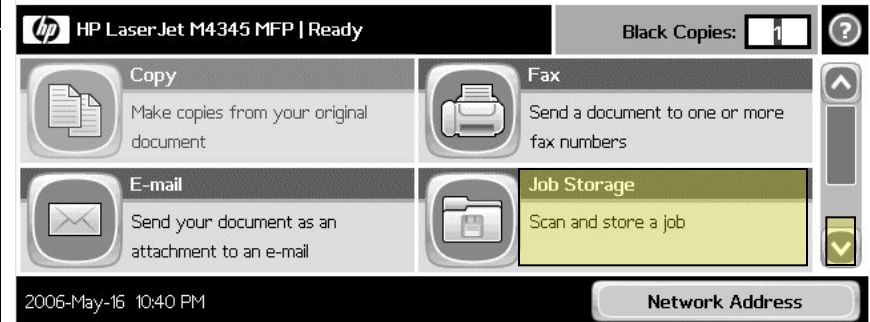 hp HP LaserJet M4345 MFP | Ready
Black Copies: 1 ?
Copy
Make copies from your original
document
Fax
Send a document to one or more
fax numbers
E-mail
Send your document as an
attachment to an e-mail
Job Storage
Scan and store a job
2006-May-16 10:40 PM
Network Address